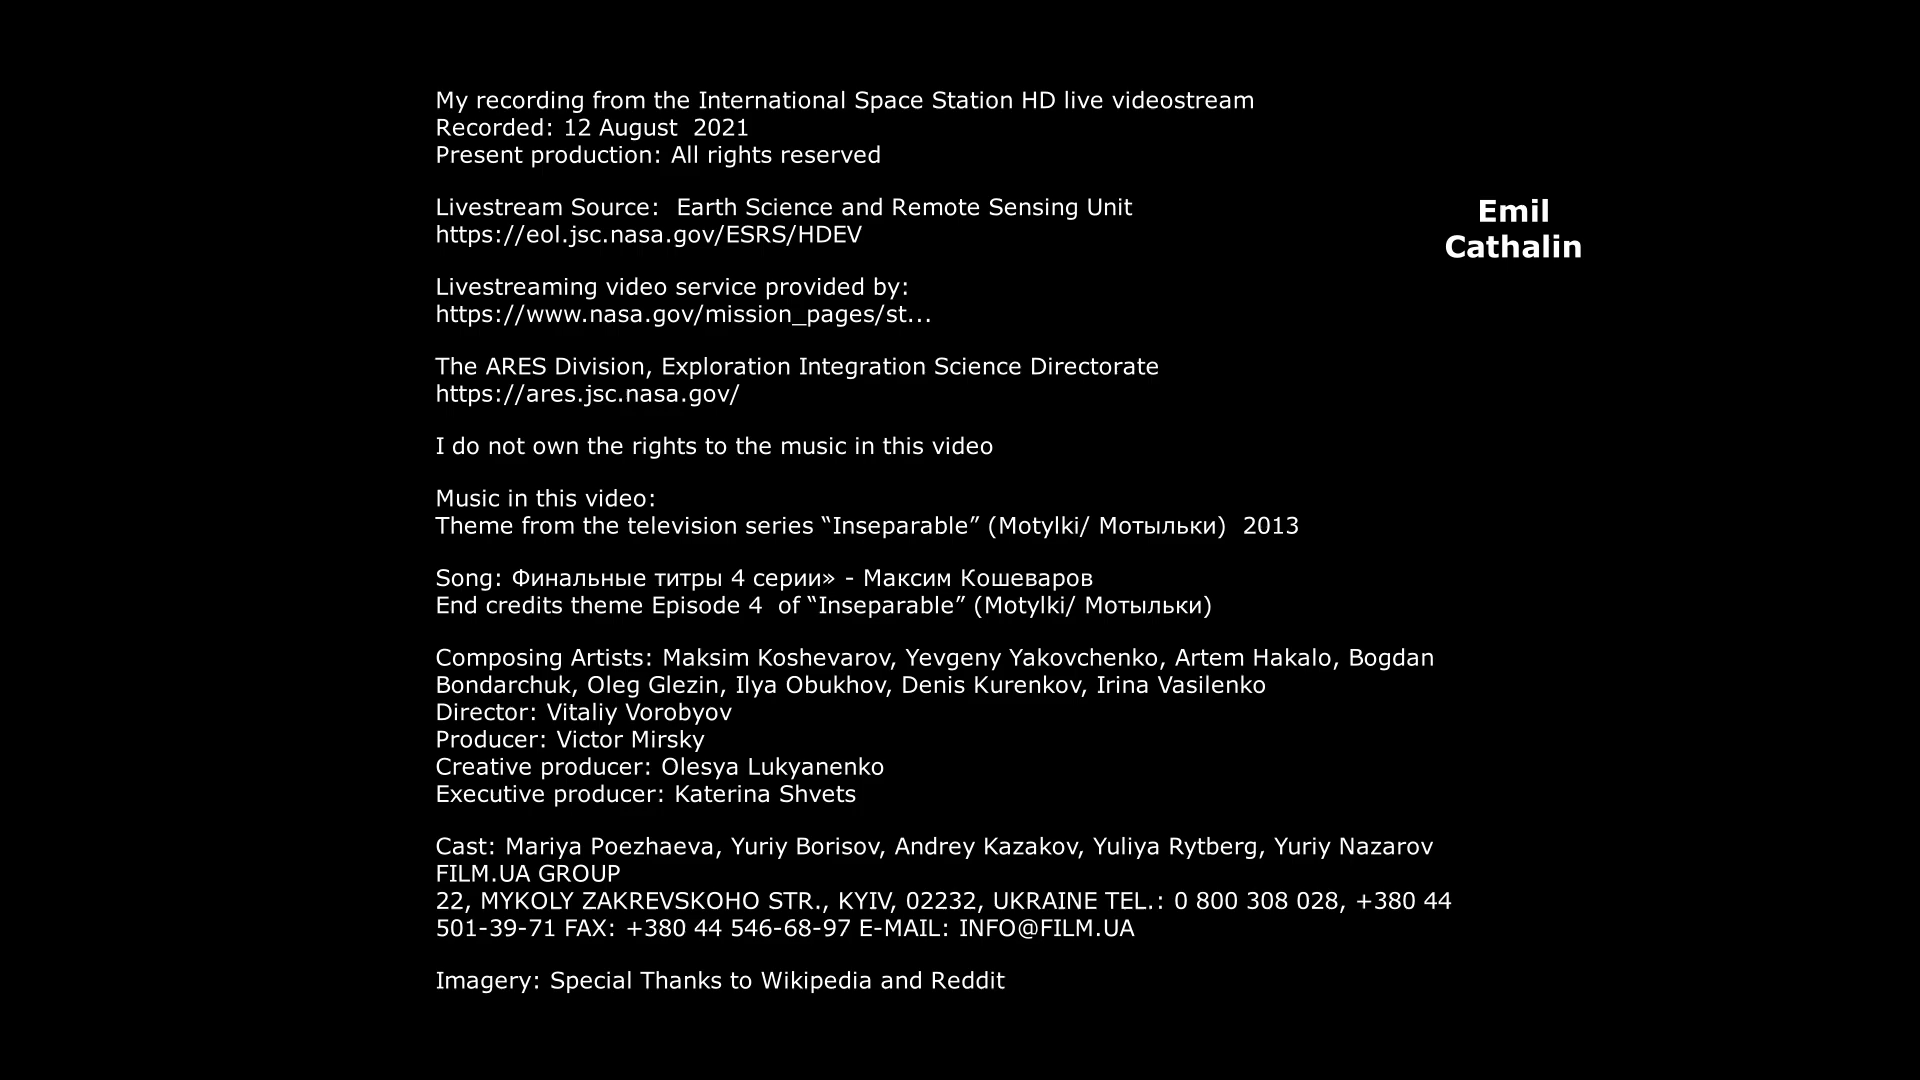 My recording from the International Space Station HD live videostream
Recorded: 12 August  2021
Present production: All rights reserved
Livestream Source:  Earth Science and Remote Sensing Unit
https://eol.jsc.nasa.gov/ESRS/HDEV
Emil
Cathalin
Livestreaming video service provided by:
https://www.nasa.gov/mission_pages/st...
The ARES Division, Exploration Integration Science Directorate
https://ares.jsc.nasa.gov/
I do not own the rights to the music in this video
Music in this video:
Theme from the television series “Inseparable” (Motylki/ Мотыльки)  2013
Song: Финальные титры 4 серии» - Максим Кошеваров
End credits theme Episode 4  of “Inseparable” (Motylki/ Мотыльки)
Composing Artists: Maksim Koshevarov, Yevgeny Yakovchenko, Artem Hakalo, Bogdan
Bondarchuk, Oleg Glezin, Ilya Obukhov, Denis Kurenkov, Irina Vasilenko
Director: Vitaliy Vorobyov
Producer: Victor Mirsky
Creative producer: Olesya Lukyanenko
Executive producer: Katerina Shvets
Cast: Mariya Poezhaeva, Yuriy Borisov, Andrey Kazakov, Yuliya Rytberg, Yuriy Nazarov
FILM.UA GROUP
22, MYKOLY ZAKREVSKOHO STR., KYIV, 02232, UKRAINE TEL.: 0 800 308 028, +380 44
501-39-71 FAX: +380 44 546-68-97 E-MAIL: INFO@FILM.UA
Imagery: Special Thanks to Wikipedia and Reddit